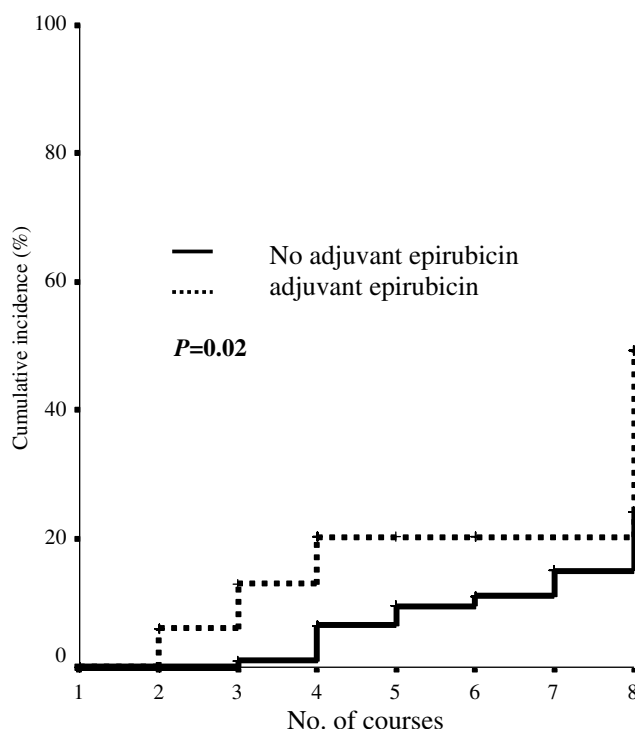 100
80
60
40
20
0
Cumulative incidence (%)
No adjuvant epirubicin
adjuvant epirubicin
P=0.02
1 2 3 4 5 6 7 8
No. of courses